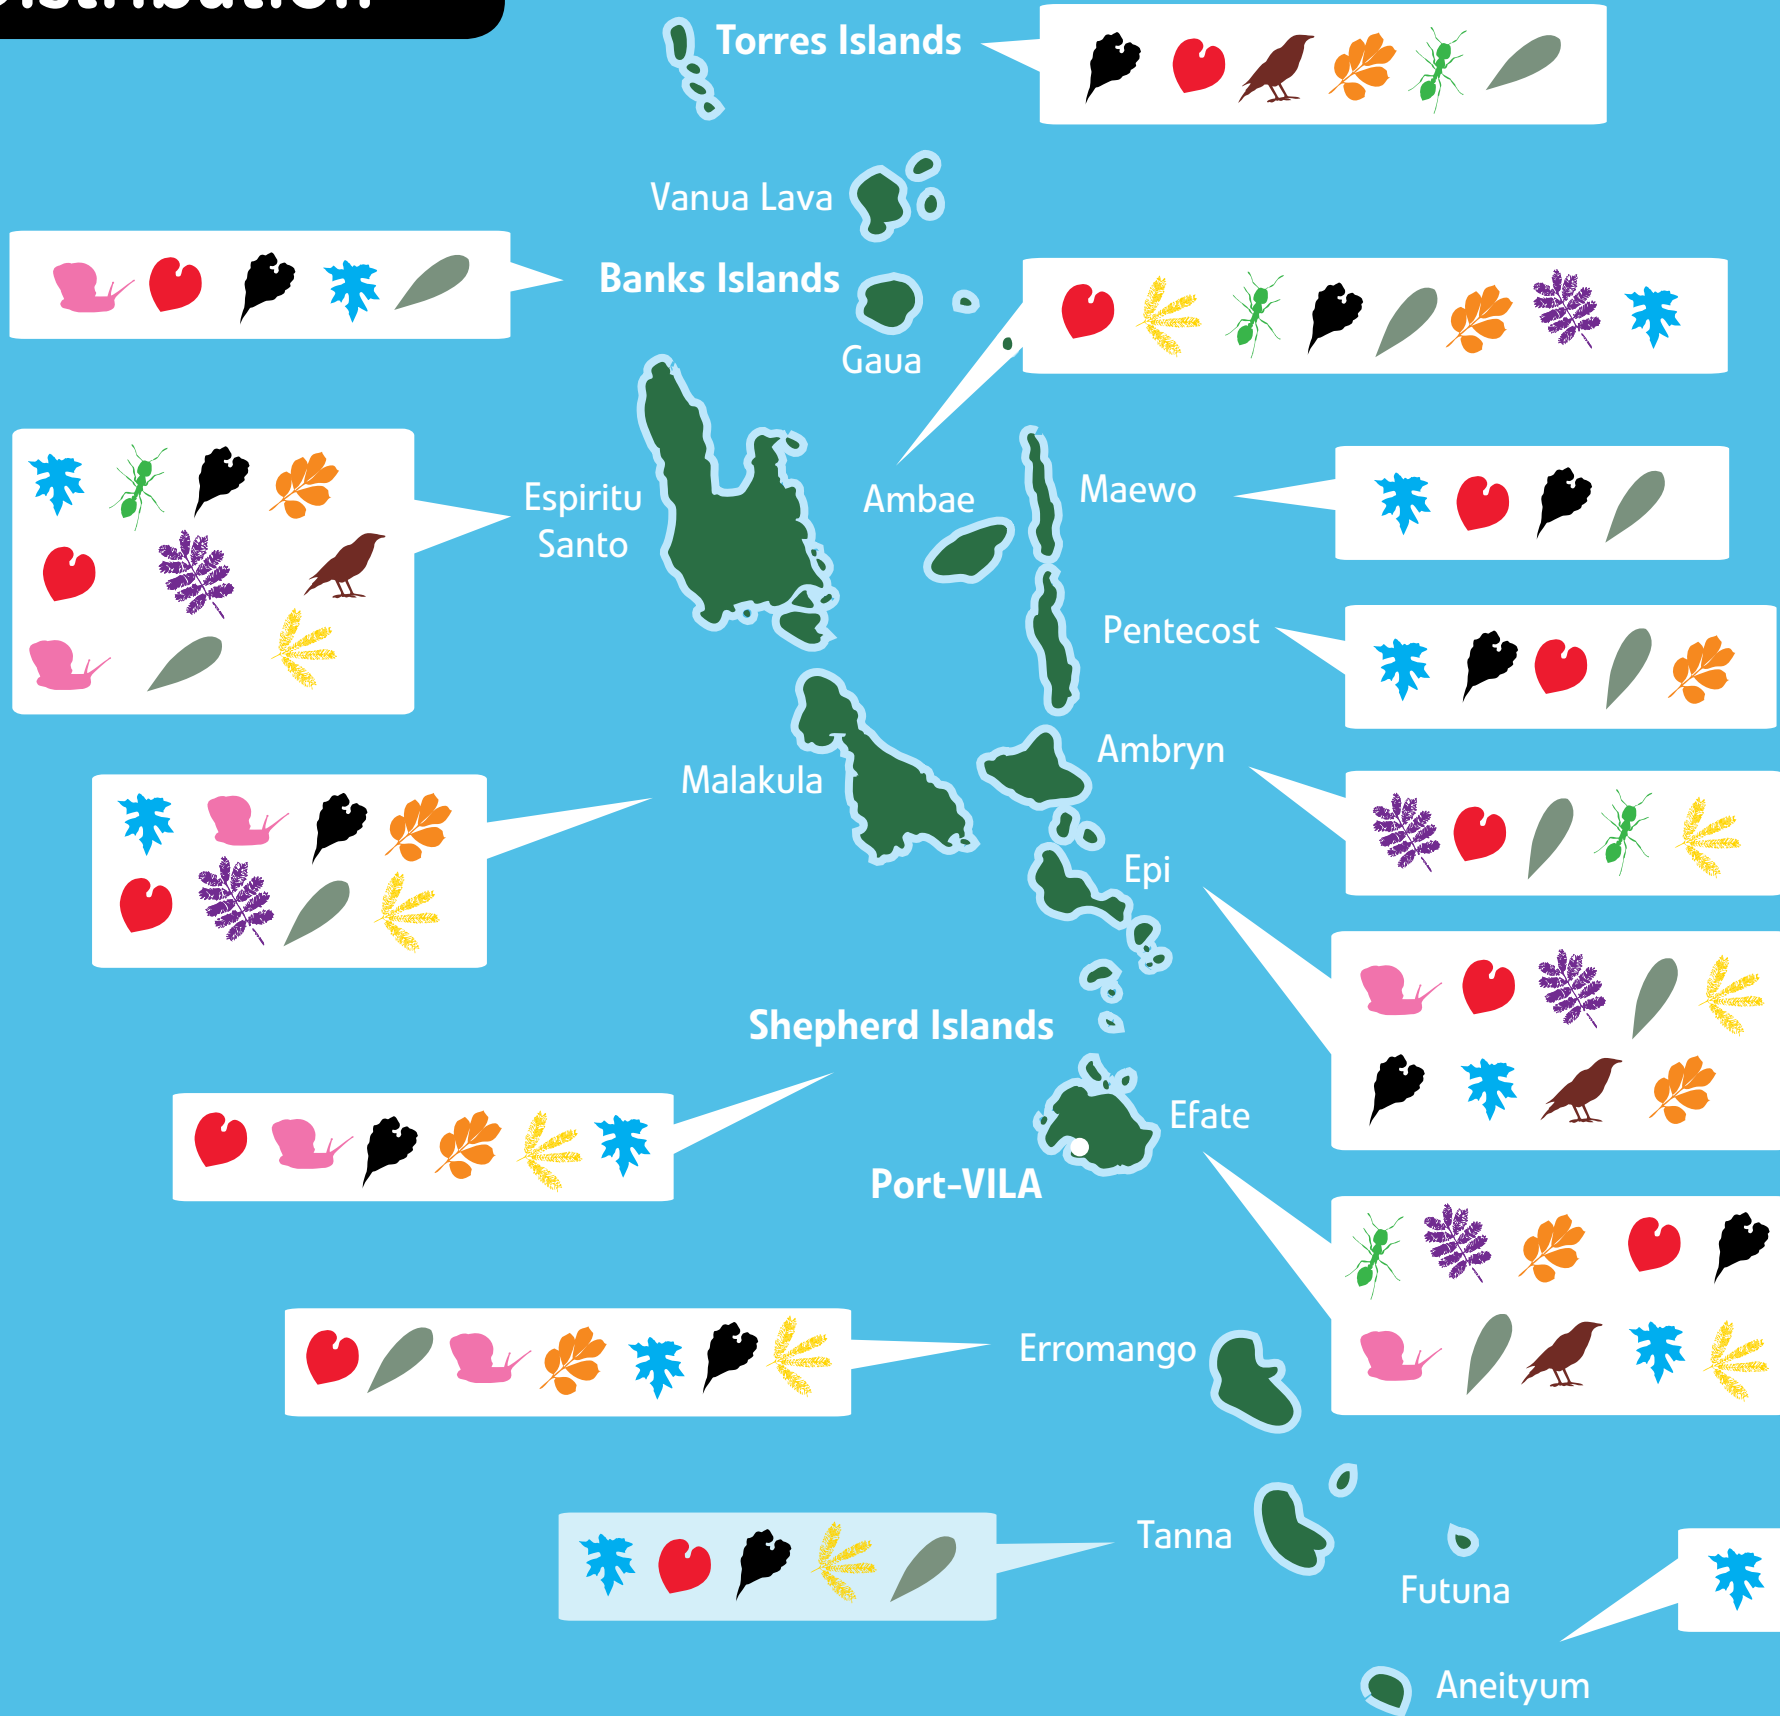 Distribution
Torres Islands
Vanua Lava
Banks Islands
Gaua
Espiritu
Santo
Ambae
Maewo
Pentecost
Malakula
Ambryn
Epi
Shepherd Islands
Efate
Port-VILA
Erromango
Tanna
Futuna
Aneityum